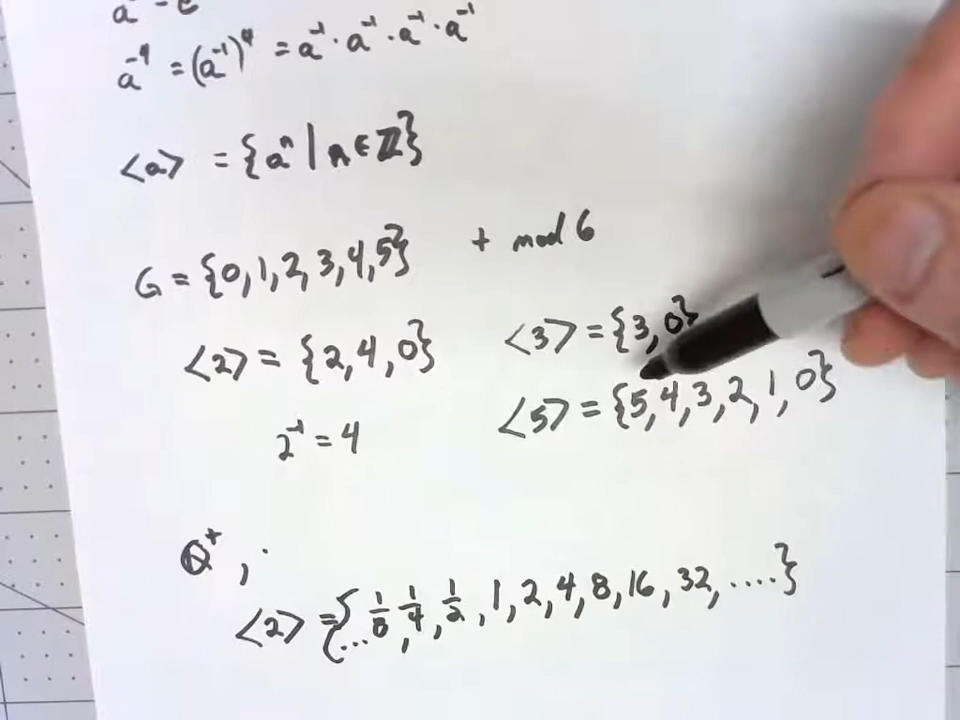 a = e
a⁻⁴ = (a⁻¹)⁴ = a⁻¹ · a⁻¹ · a⁻¹ · a⁻¹
<a> = {aⁿ | n ∈ ℤ}
G = {0, 1, 2, 3, 4, 5} + mod 6
<2> = {2, 4, 0} <3> = {3, 0}
2⁻¹ = 4 <5> = {5, 4, 3, 2, 1, 0}
ℚ⁺, ·
<2> = {... 1/8, 1/4, 1/2, 1, 2, 4, 8, 16, 32, ....}